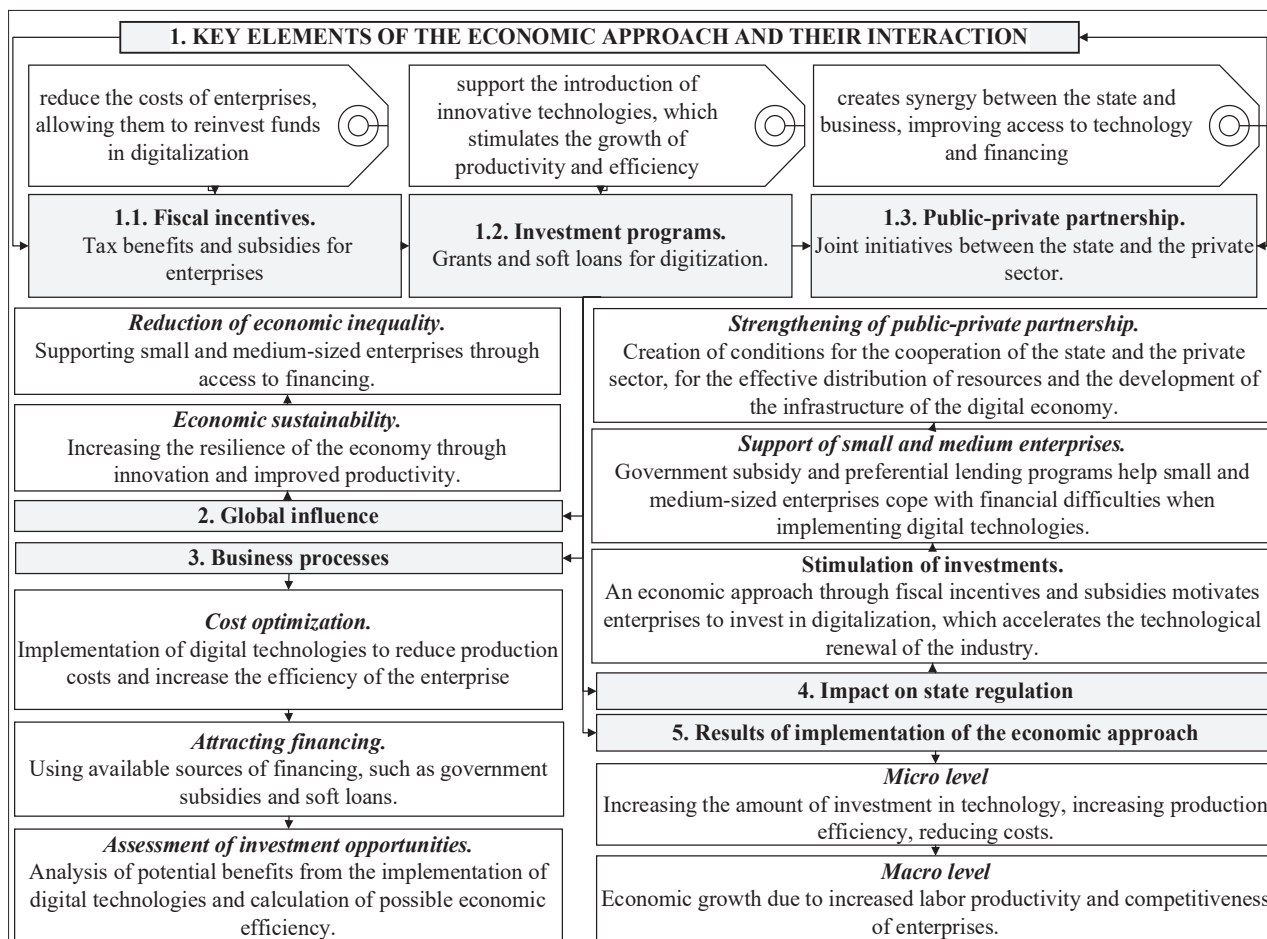 1. KEY ELEMENTS OF THE ECONOMIC APPROACH AND THEIR INTERACTION
reduce the costs of enterprises,
allowing them to reinvest funds
in digitalization
support the introduction of
innovative technologies, which
stimulates the growth of
productivity and efficiency
creates synergy between the state and
business, improving access to technology
and financing
1.1. Fiscal incentives.
Tax benefits and subsidies for
enterprises
1.2. Investment programs.
Grants and soft loans for digitization.
1.3. Public-private partnership.
Joint initiatives between the state and the private
sector.
Reduction of economic inequality.
Supporting small and medium-sized enterprises through
access to financing.
Economic sustainability.
Increasing the resilience of the economy through
innovation and improved productivity.
2. Global influence
3. Business processes
Cost optimization.
Implementation of digital technologies to reduce production
costs and increase the efficiency of the enterprise
Attracting financing.
Using available sources of financing, such as government
subsidies and soft loans.
Assessment of investment opportunities.
Analysis of potential benefits from the implementation of
digital technologies and calculation of possible economic
efficiency.
Strengthening of public-private partnership.
Creation of conditions for the cooperation of the state and the private
sector, for the effective distribution of resources and the development of
the infrastructure of the digital economy.
Support of small and medium enterprises.
Government subsidy and preferential lending programs help small and
medium-sized enterprises cope with financial difficulties when
implementing digital technologies.
Stimulation of investments.
An economic approach through fiscal incentives and subsidies motivates
enterprises to invest in digitalization, which accelerates the technological
renewal of the industry.
4. Impact on state regulation
5. Results of implementation of the economic approach
Micro level
Increasing the amount of investment in technology, increasing production
efficiency, reducing costs.
Macro level
Economic growth due to increased labor productivity and competitiveness
of enterprises.